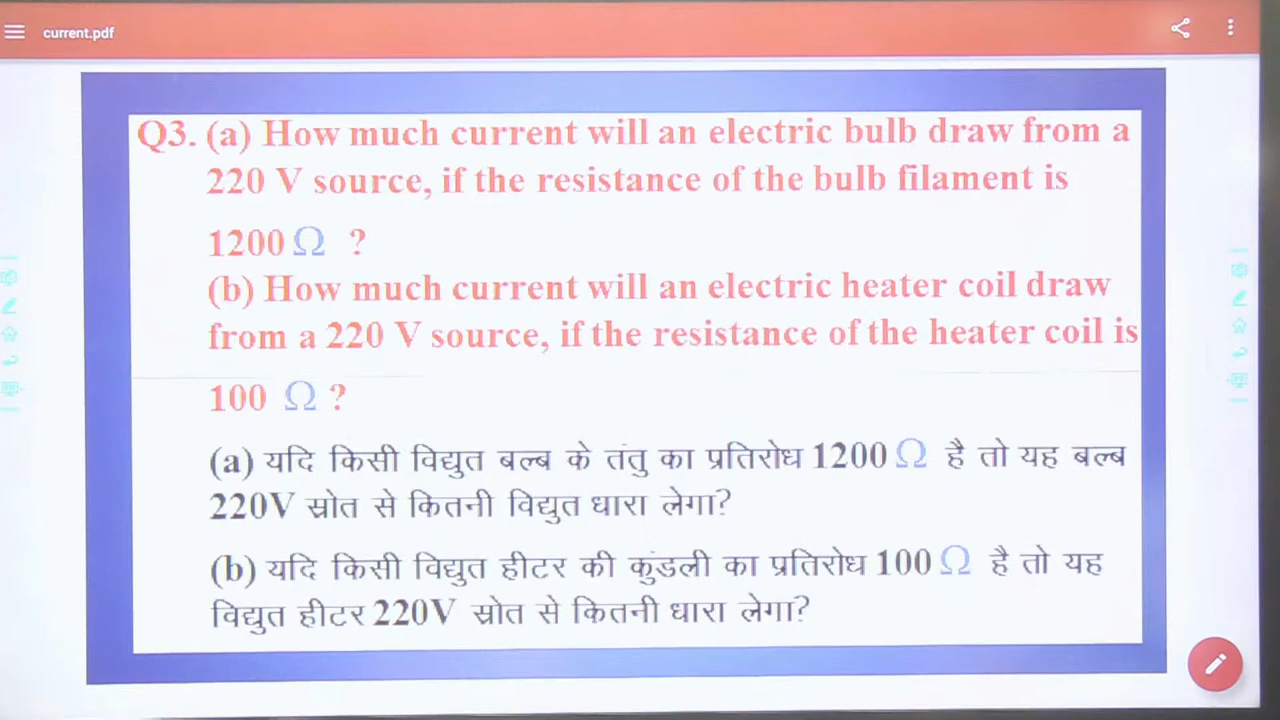 current.pdf
Q3. (a) How much current will an electric bulb draw from a
220 V source, if the resistance of the bulb filament is
1200 Ω ?
(b) How much current will an electric heater coil draw
from a 220 V source, if the resistance of the heater coil is
100 Ω ?
(a) यदि किसी विद्युत बल्ब के तंतु का प्रतिरोध 1200 Ω है तो यह बल्ब
220V स्रोत से कितनी विद्युत धारा लेगा?
(b) यदि किसी विद्युत हीटर की कुंडली का प्रतिरोध 100 Ω है तो यह
विद्युत हीटर 220V स्रोत से कितनी धारा लेगा?